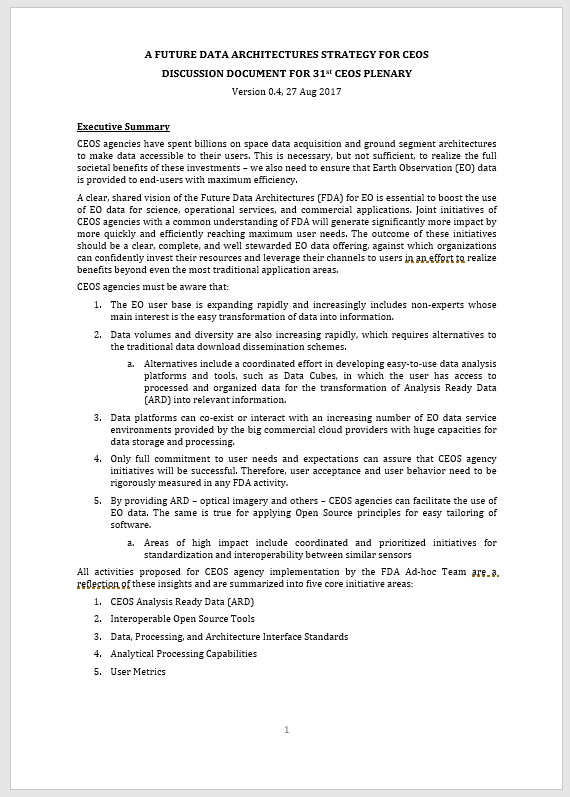 A FUTURE DATA ARCHITECTURES STRATEGY FOR CEOS
DISCUSSION DOCUMENT FOR 31st CEOS PLENARY
Version 0.4, 27 Aug 2017
Executive Summary
CEOS agencies have spent billions on space data acquisition and ground segment architectures
to make data accessible to their users. This is necessary, but not sufficient, to realize the full
societal benefits of these investments – we also need to ensure that Earth Observation (EO) data
is provided to end-users with maximum efficiency.
A clear, shared vision of the Future Data Architectures (FDA) for EO is essential to boost the use
of EO data for science, operational services, and commercial applications. Joint initiatives of
CEOS agencies with a common understanding of FDA will generate significantly more impact by
more quickly and efficiently reaching maximum user needs. The outcome of these initiatives
should be a clear, complete, and well stewarded EO data offering, against which organizations
can confidently invest their resources and leverage their channels to users in an effort to realize
benefits beyond even the most traditional application areas.
CEOS agencies must be aware that:
1. The EO user base is expanding rapidly and increasingly includes non-experts whose
main interest is the easy transformation of data into information.
2. Data volumes and diversity are also increasing rapidly, which requires alternatives to
the traditional data download dissemination schemes.
a. Alternatives include a coordinated effort in developing easy-to-use data analysis
platforms and tools, such as Data Cubes, in which the user has access to
processed and organized data for the transformation of Analysis Ready Data
(ARD) into relevant information.
3. Data platforms can co-exist or interact with an increasing number of EO data service
environments provided by the big commercial cloud providers with huge capacities for
data storage and processing.
4. Only full commitment to user needs and expectations can assure that CEOS agency
initiatives will be successful. Therefore, user acceptance and user behavior need to be
rigorously measured in any FDA activity.
5. By providing ARD – optical imagery and others – CEOS agencies can facilitate the use of
EO data. The same is true for applying Open Source principles for easy tailoring of
software.
a. Areas of high impact include coordinated and prioritized initiatives for
standardization and interoperability between similar sensors
All activities proposed for CEOS agency implementation by the FDA Ad-hoc Team are a
reflection of these insights and are summarized into five core initiative areas:
1. CEOS Analysis Ready Data (ARD)
2. Interoperable Open Source Tools
3. Data, Processing, and Architecture Interface Standards
4. Analytical Processing Capabilities
5. User Metrics
1